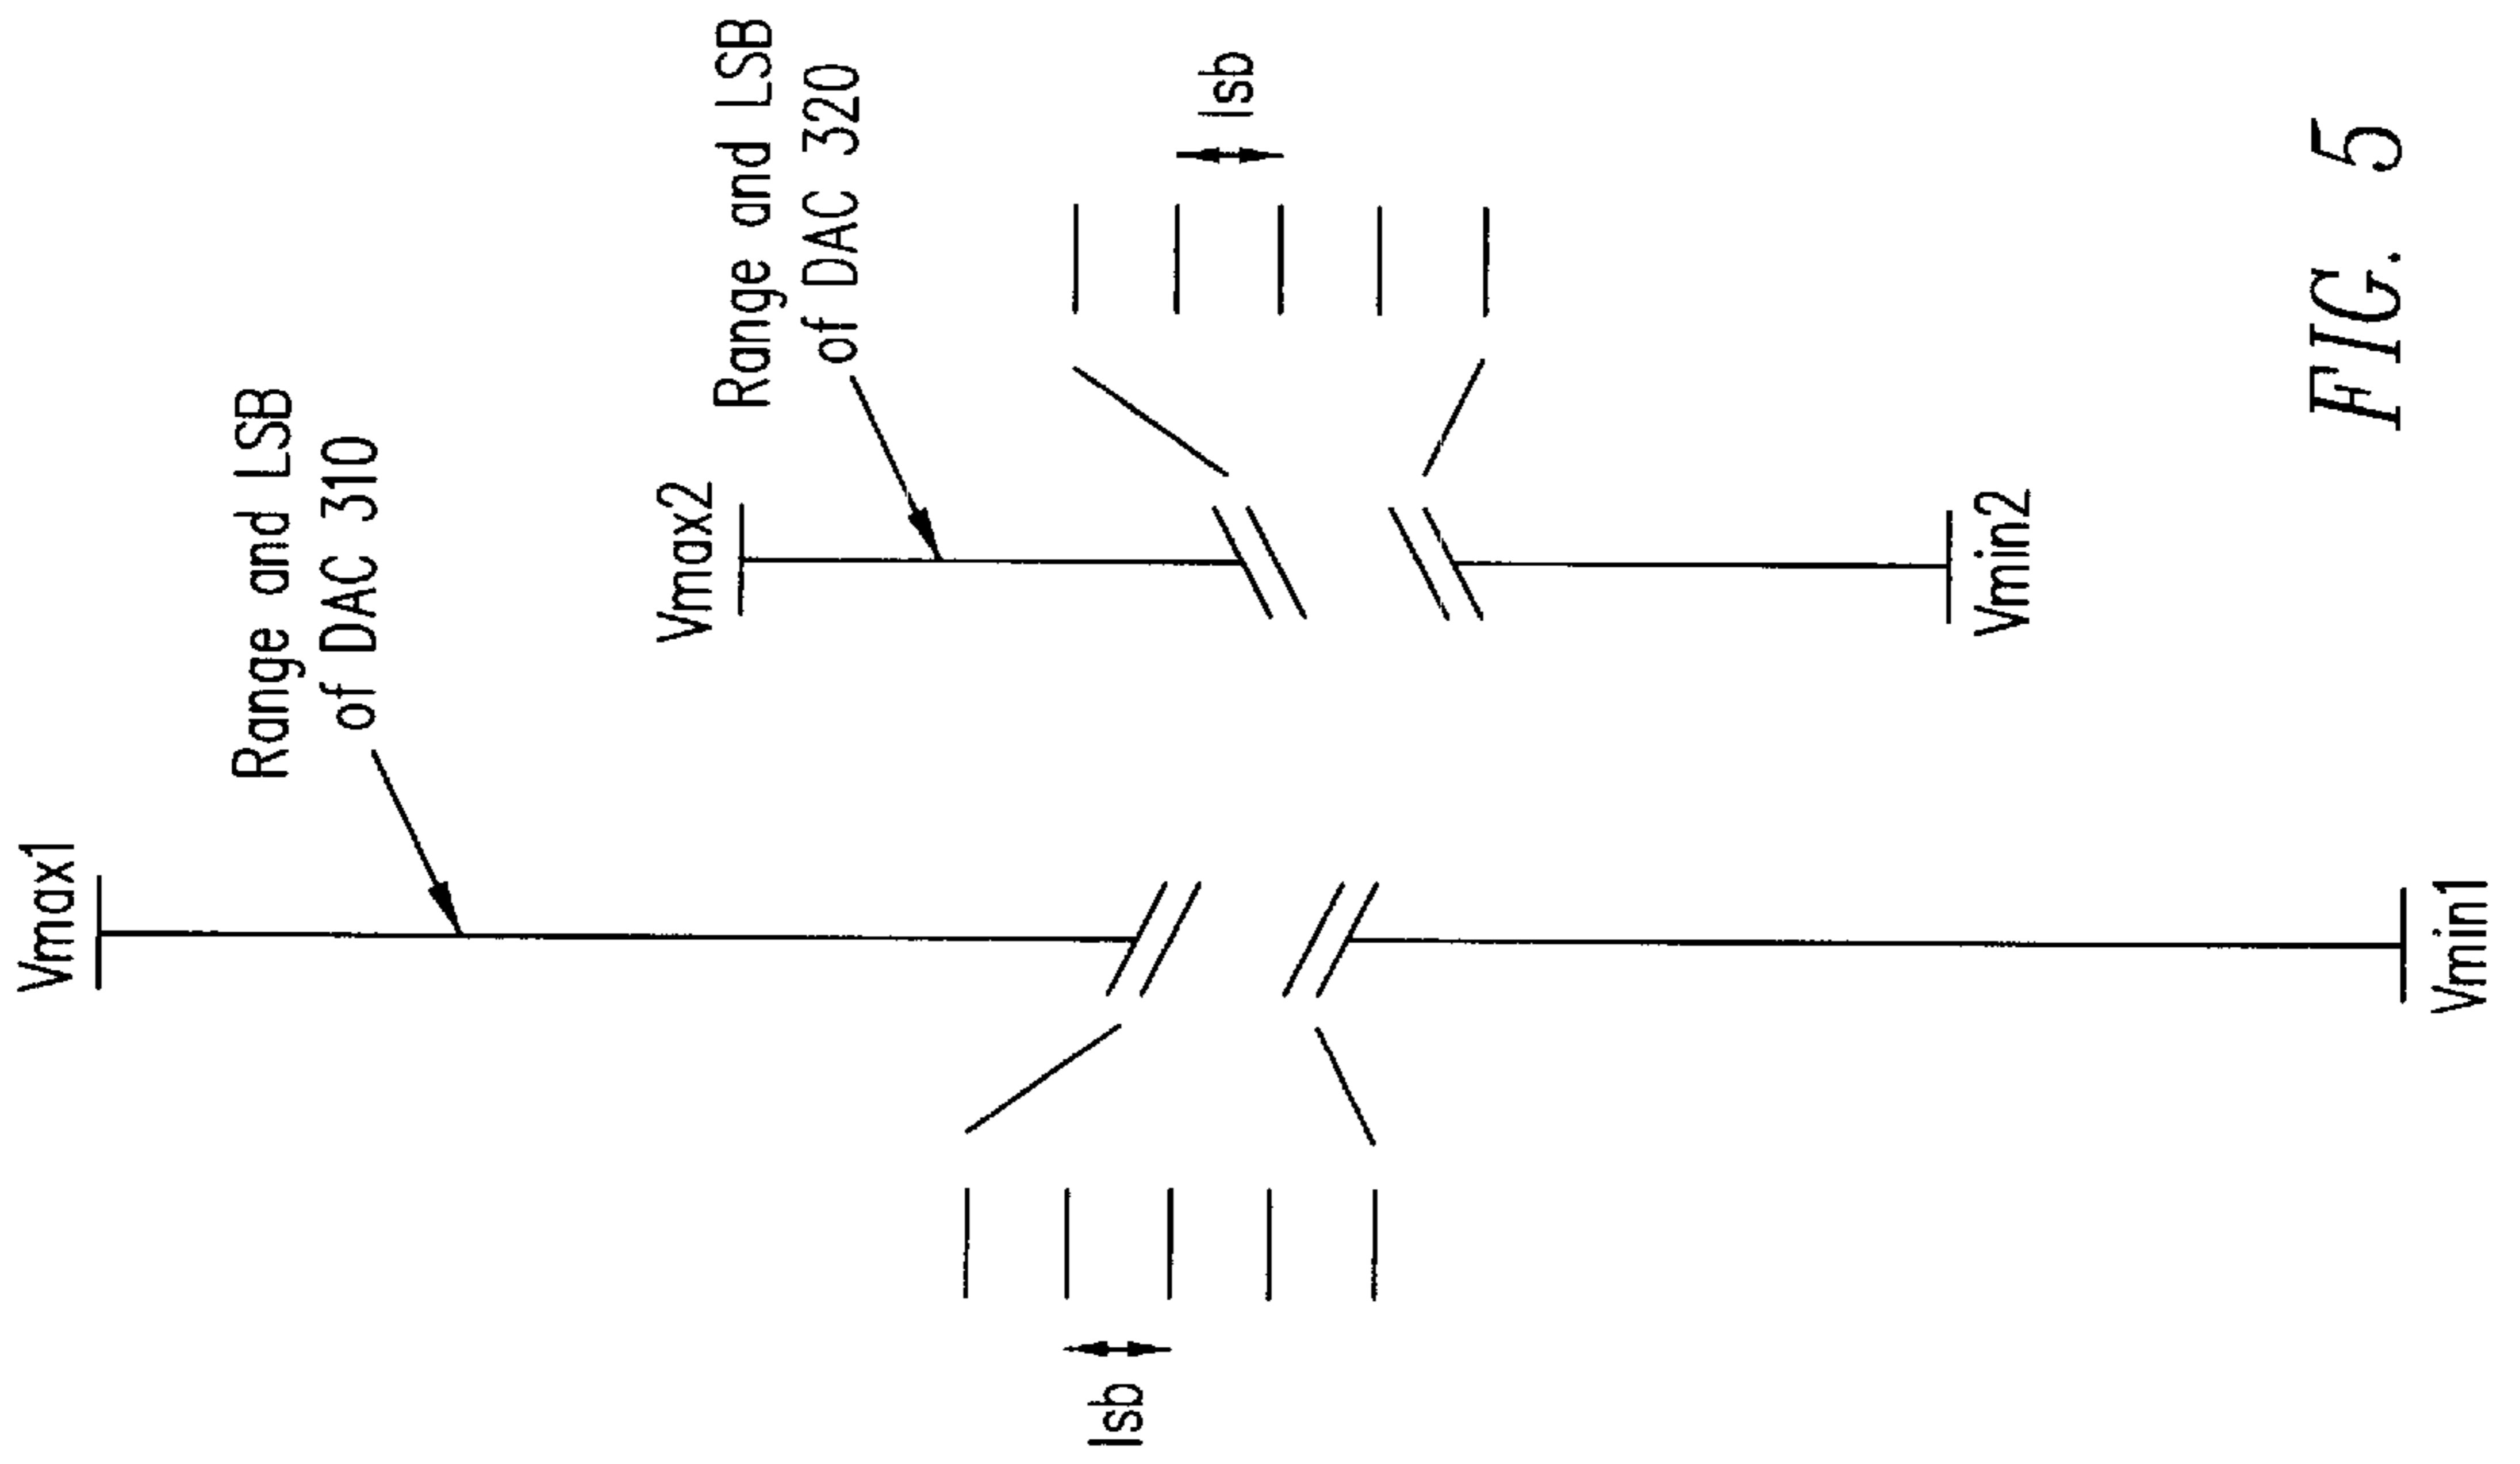 Vmax1
Range and LSB
of DAC 310
lsb
Vmin1
Vmax2
Range and LSB
of DAC 320
lsb
Vmin2
FIG. 5